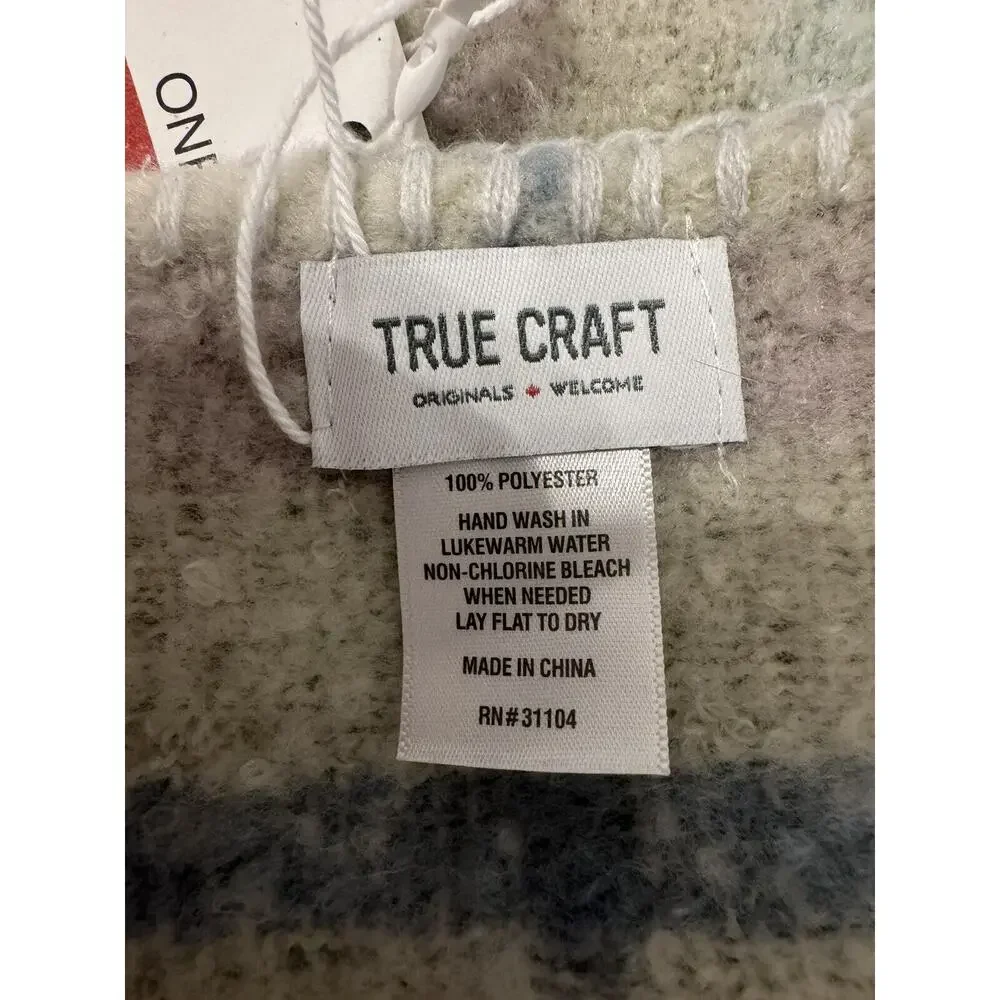 TRUE CRAFT
ORIGINALS WELCOME
100% POLYESTER
HAND WASH IN
LUKEWARM WATER
NON-CHLORINE BLEACH
WHEN NEEDED
LAY FLAT TO DRY
MADE IN CHINA
RN#31104